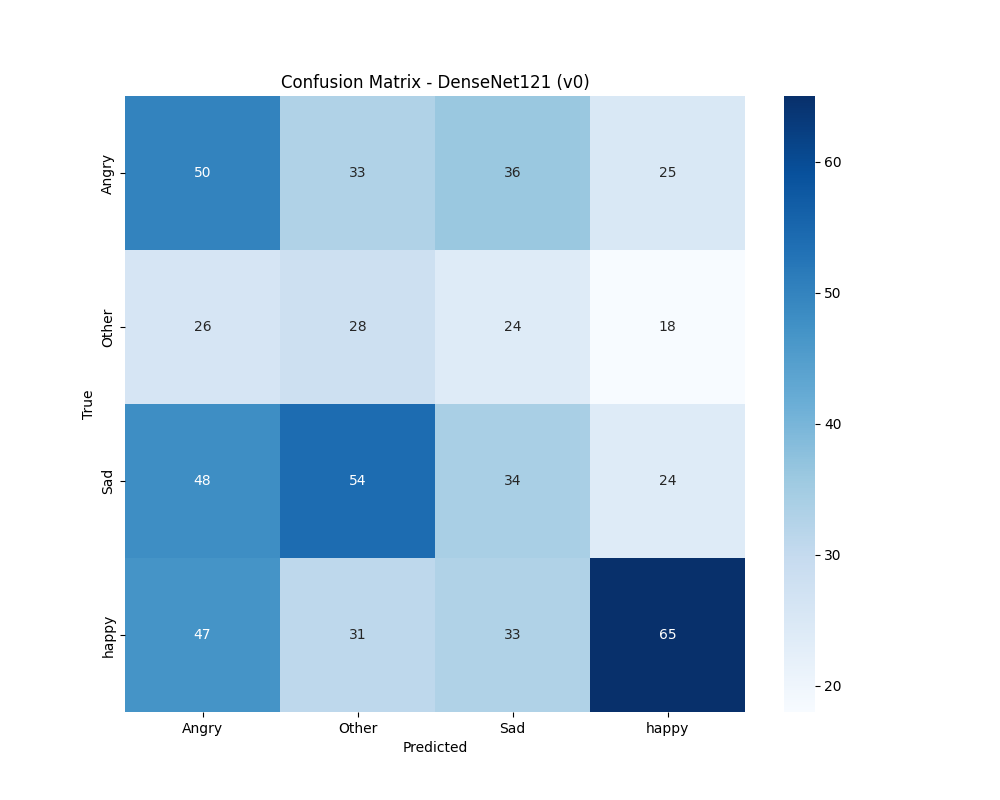 Confusion Matrix - DenseNet121 (v0)
Angry 50 33 36 25
Other 26 28 24 18
Sad 48 54 34 24
happy 47 31 33 65
True
Angry Other Sad happy
Predicted
60
50
40
30
20